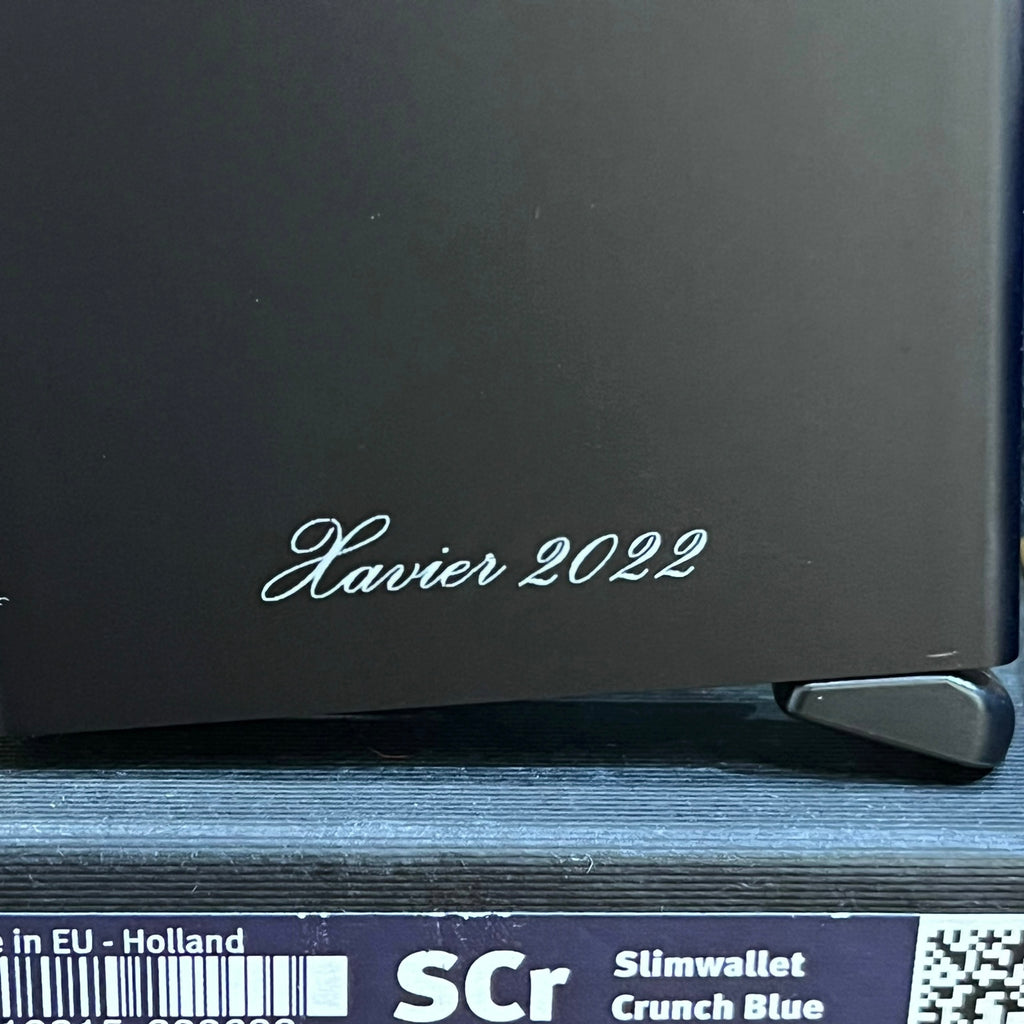 Xavier 2022
in EU - Holland
SCr
Slimwallet
Crunch Blue